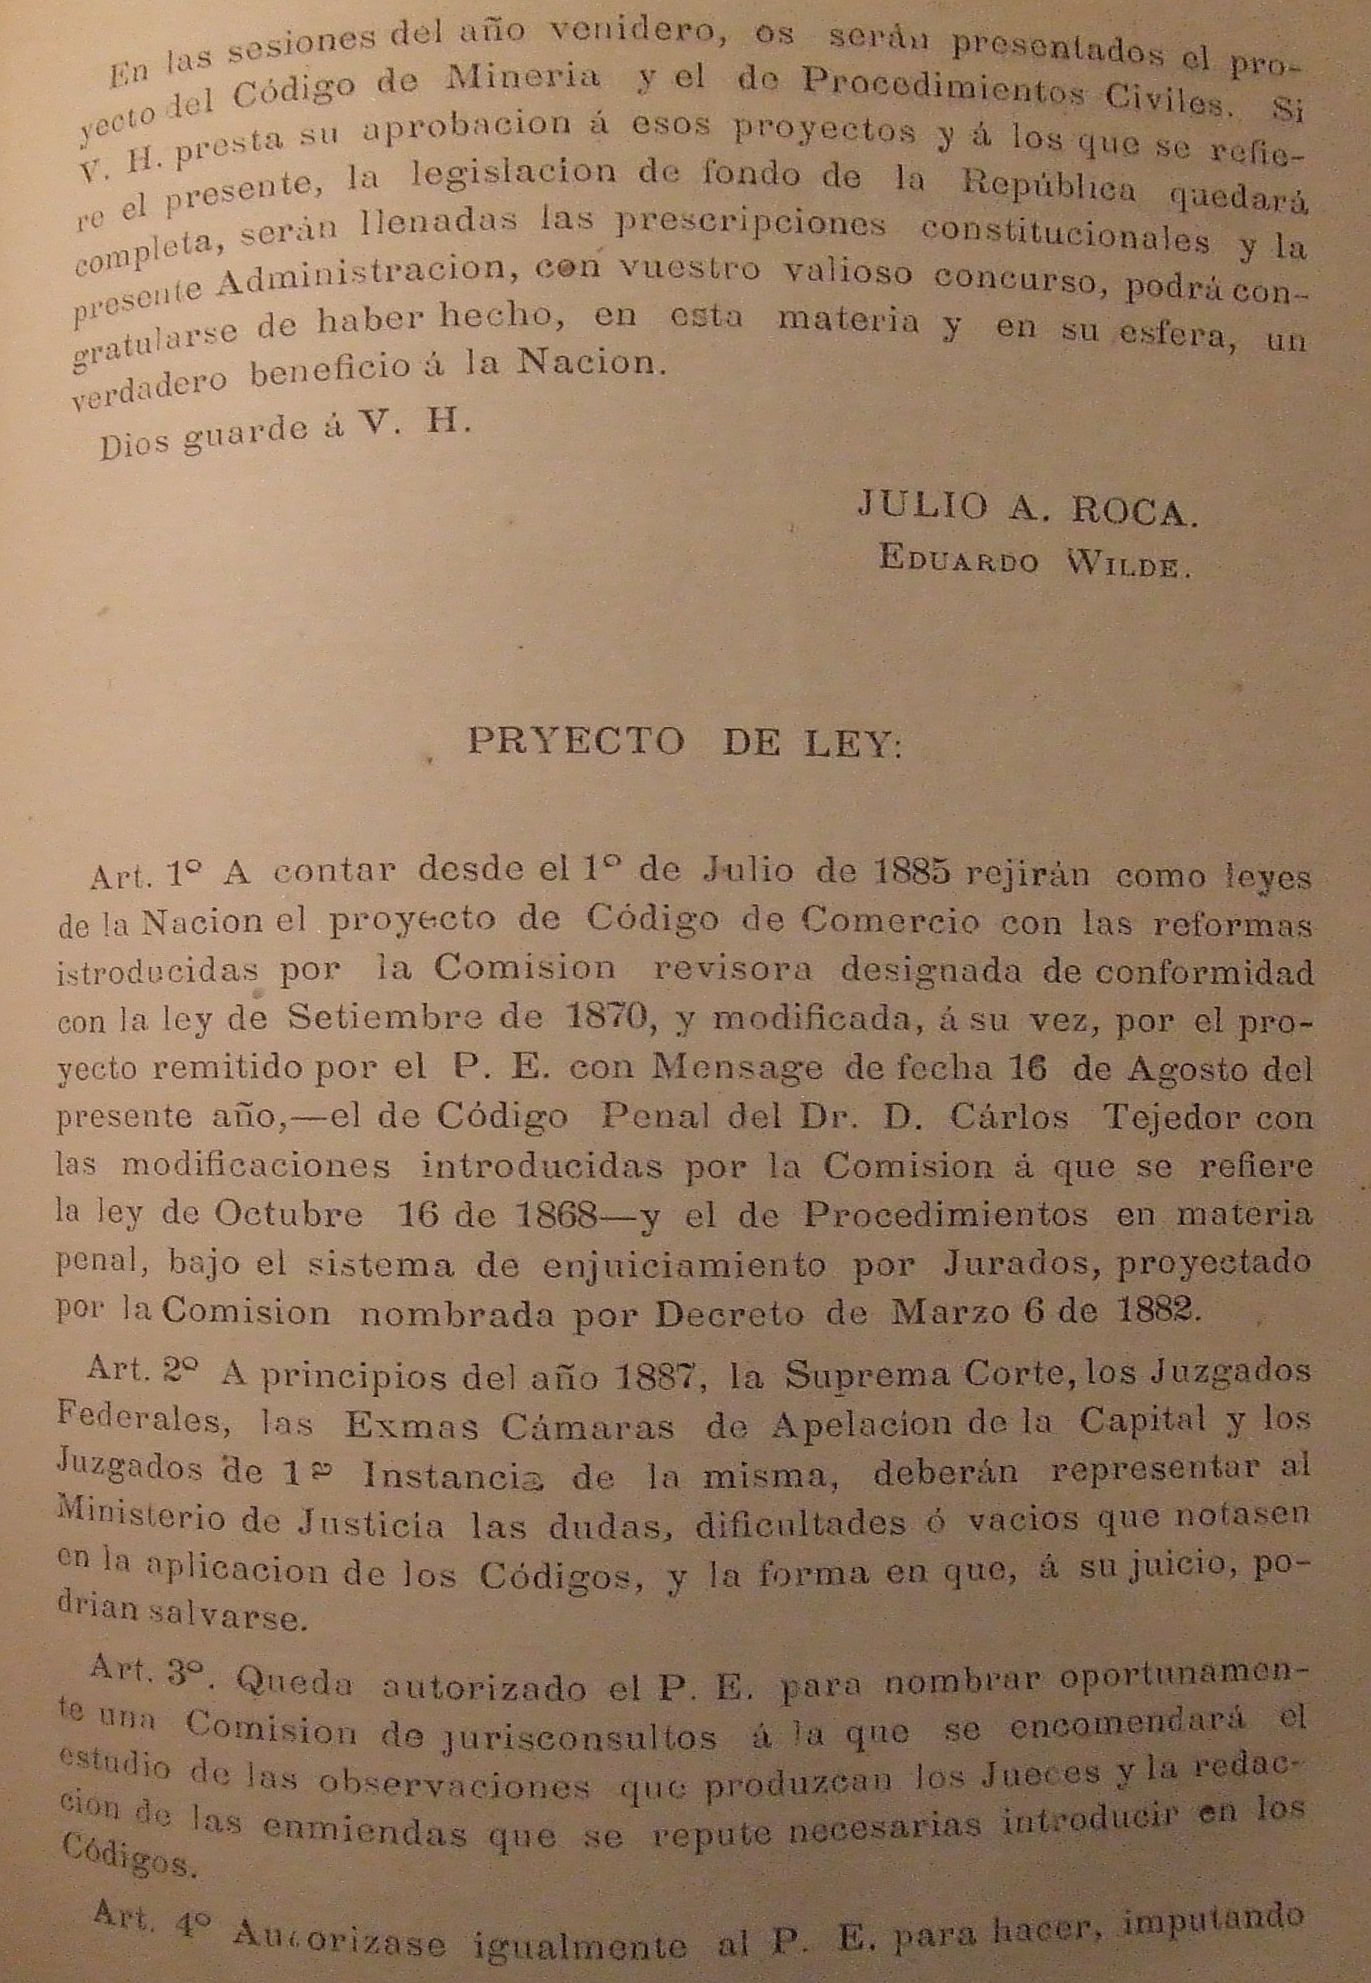 En las sesiones del año venidero, os serán presentados el pro-
yecto del Código de Mineria y el de Procedimientos Civiles. Si
V. H. presta su aprobacion á esos proyectos y á los que se refie-
re el presente, la legislacion de fondo de la República quedará
completa, serán llenadas las prescripciones constitucionales y la
presente Administracion, con vuestro valioso concurso, podrá con-
gratularse de haber hecho, en esta materia y en su esfera, un
verdadero beneficio á la Nacion.
Dios guarde á V. H.
JULIO A. ROCA.
EDUARDO WILDE.
PRYECTO DE LEY:
Art. 1º A contar desde el 1º de Julio de 1885 rejirán como leyes
de la Nacion el proyecto de Código de Comercio con las reformas
istroducidas por la Comision revisora designada de conformidad
con la ley de Setiembre de 1870, y modificada, á su vez, por el pro-
yecto remitido por el P. E. con Mensage de fecha 16 de Agosto del
presente año,—el de Código Penal del Dr. D. Cárlos Tejedor con
las modificaciones introducidas por la Comision á que se refiere
la ley de Octubre 16 de 1868—y el de Procedimientos en materia
penal, bajo el sistema de enjuiciamiento por Jurados, proyectado
por la Comision nombrada por Decreto de Marzo 6 de 1882.
Art. 2º A principios del año 1887, la Suprema Corte, los Juzgados
Federales, las Exmas Cámaras de Apelacion de la Capital y los
Juzgados de 1ª Instancia de la misma, deberán representar al
Ministerio de Justicia las dudas, dificultades ó vacios que notasen
en la aplicacion de los Códigos, y la forma en que, á su juicio, po-
drian salvarse.
Art. 3º. Queda autorizado el P. E. para nombrar oportunamen-
te una Comision de jurisconsultos á la que se encomendará el
estudio de las observaciones que produzcan los Jueces y la redac-
cion de las enmiendas que se repute necesarias introducir en los
Códigos.
Art. 4º Autorizase igualmente al P. E. para hacer, imputando